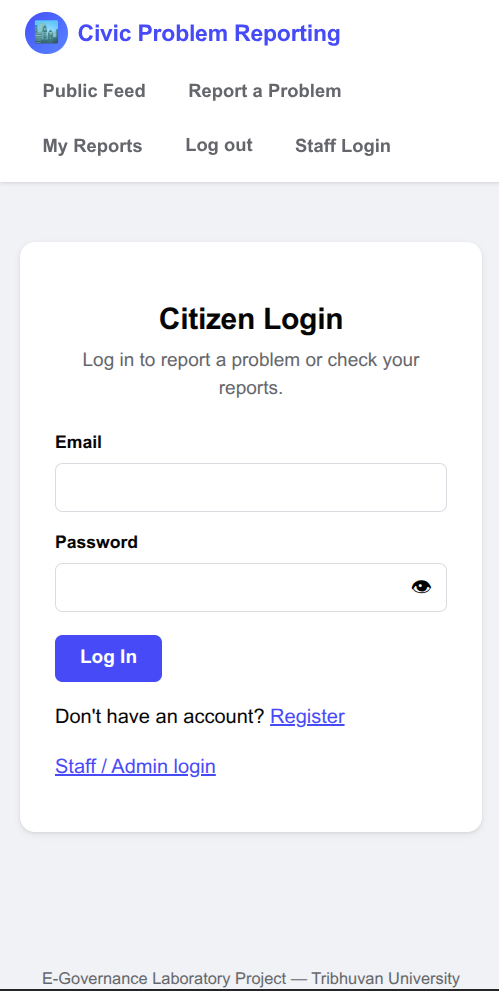 Civic Problem Reporting
Public Feed Report a Problem
My Reports Log out Staff Login
Citizen Login
Log in to report a problem or check your
reports.
Email
Password
Log In
Don't have an account? Register
Staff / Admin login
E-Governance Laboratory Project — Tribhuvan University